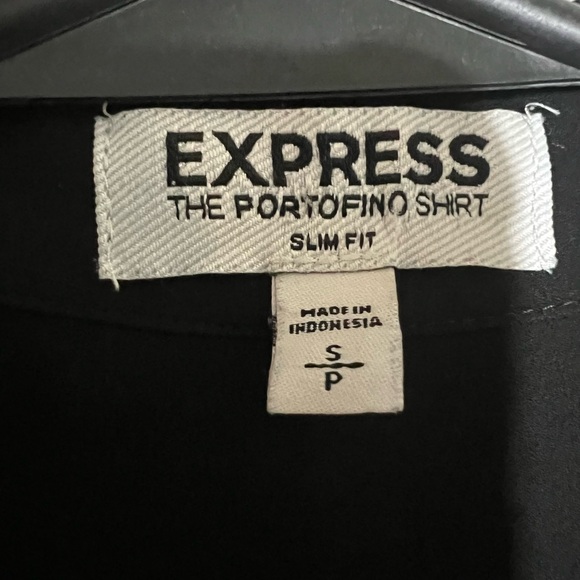 EXPRESS
THE PORTOFINO SHIRT
SLIM FIT
MADE IN
INDONESIA
S
P